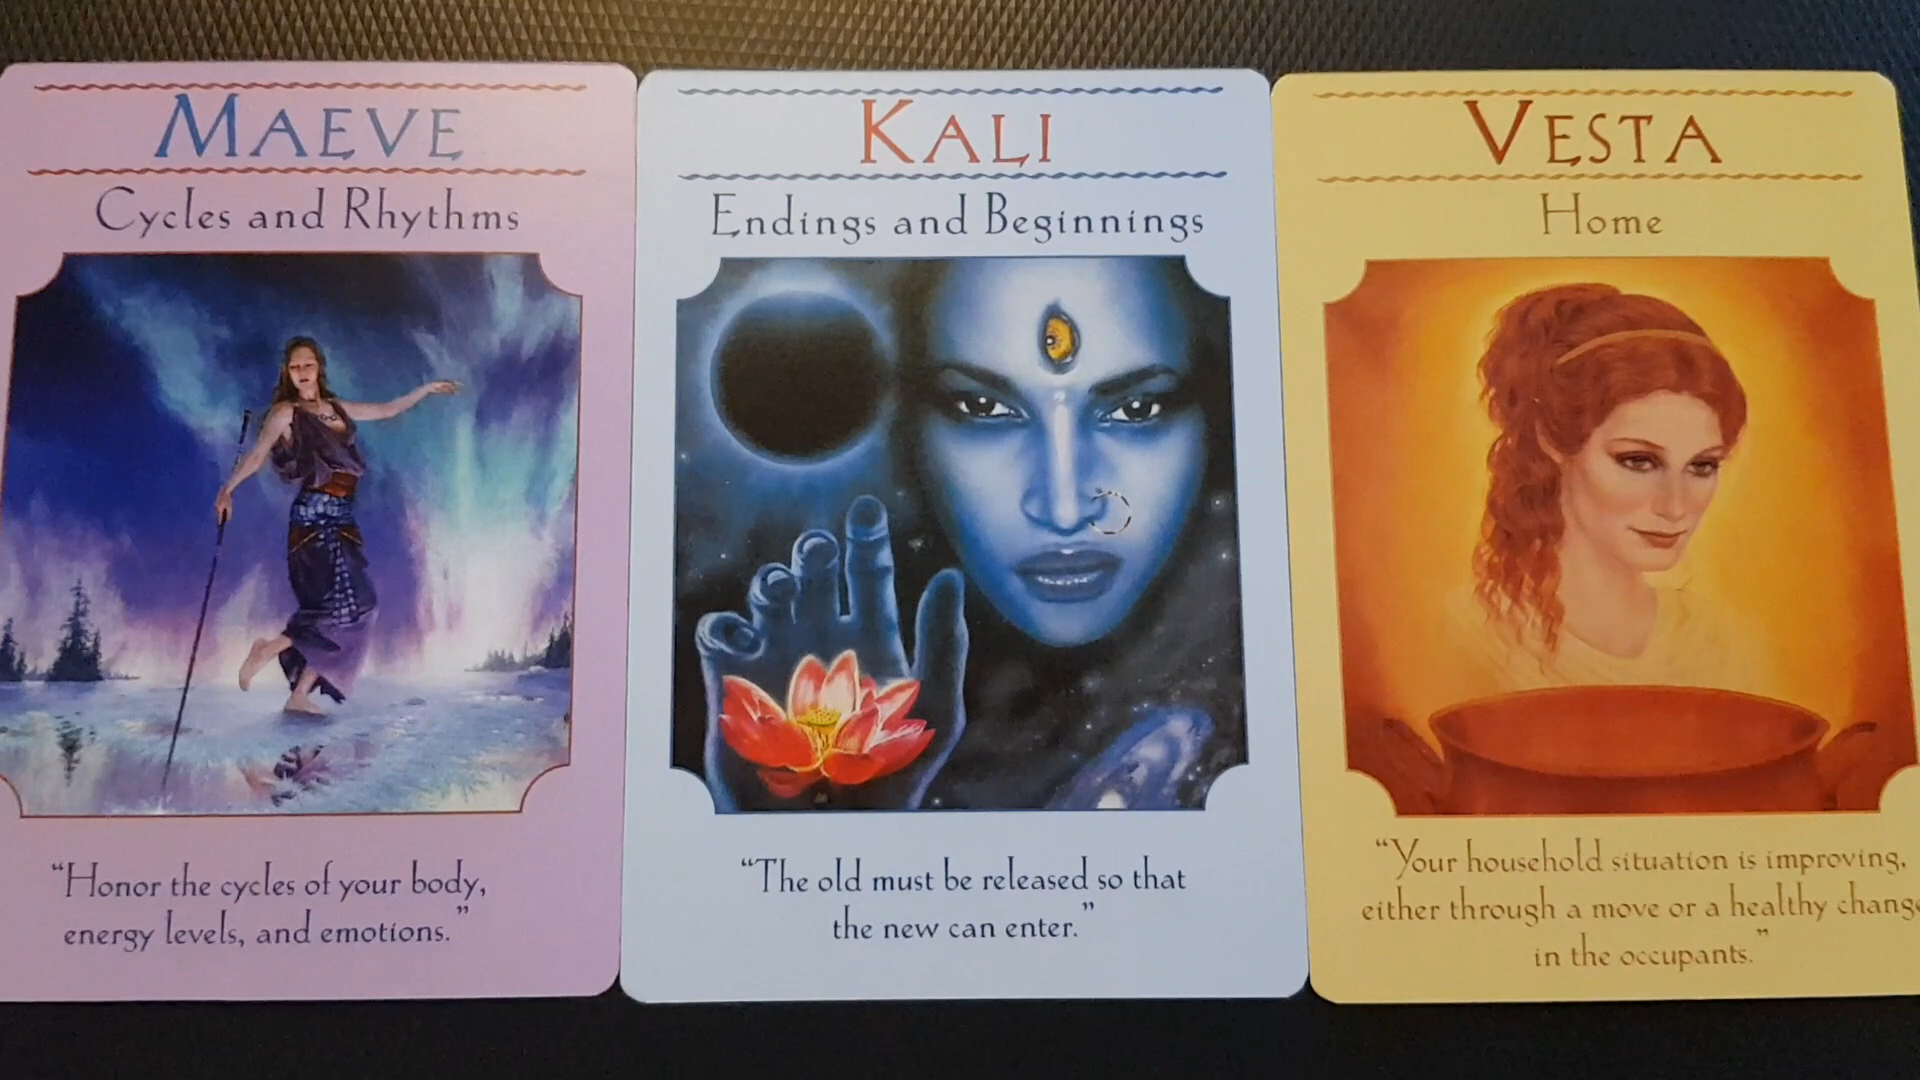 MAEVE
Cycles and Rhythms
"Honor the cycles of your body,
energy levels, and emotions."
KALI
Endings and Beginnings
"The old must be released so that
the new can enter."
VESTA
Home
"Your household situation is improving,
either through a move or a healthy change
in the occupants."